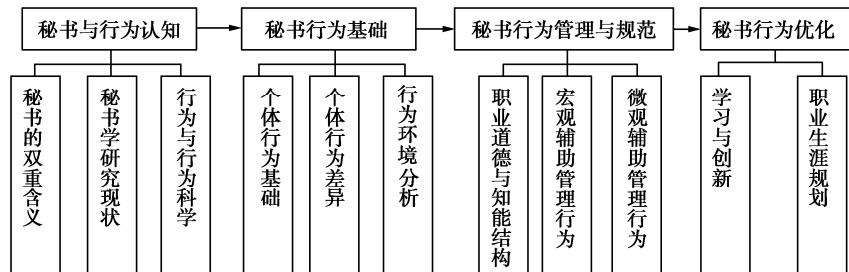 秘书与行为认知
秘书行为基础
秘书行为管理与规范
秘书行为优化
秘书的双重含义
秘书学研究现状
行为与行为科学
个体行为基础
个体行为差异
行为环境分析
职业道德与知能结构
宏观辅助管理行为
微观辅助管理行为
学习与创新
职业生涯规划